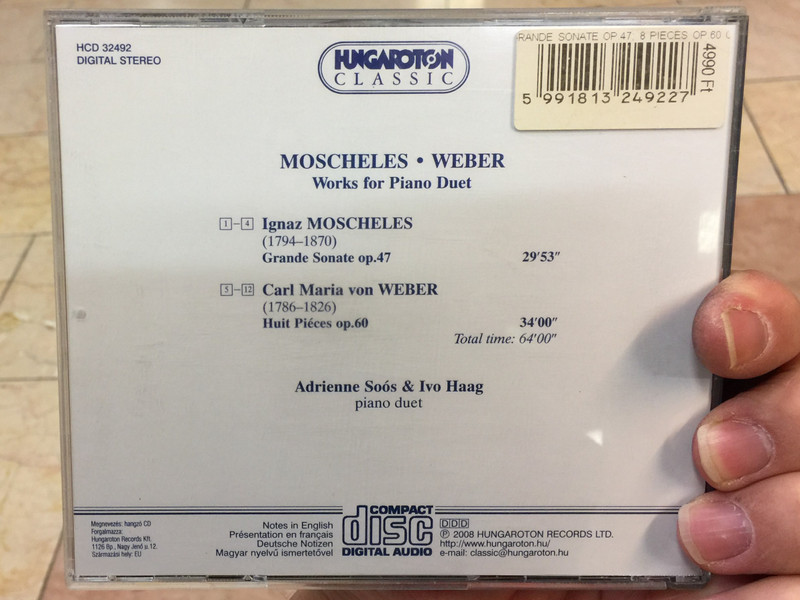 HCD 32492
DIGITAL STEREO
HUNGAROTON
CLASSIC
RANDE SONATE OP.47, 8 PIECES OP.60
5 991813 249227
4990 Ft
MOSCHELES • WEBER
Works for Piano Duet
1–4 Ignaz MOSCHELES
(1794–1870)
Grande Sonate op.47 29'53"
5–12 Carl Maria von WEBER
(1786–1826)
Huit Piéces op.60 34'00"
Total time: 64'00"
Adrienne Soós & Ivo Haag
piano duet
Megnevezés: hangzó CD
Forgalmazza:
Hungaroton Records Kft.
1126 Bp., Nagy Jenő u.12.
Származási hely: EU
Notes in English
Présentation en français
Deutsche Notizen
Magyar nyelvű ismertetővel
COMPACT
disc
DIGITAL AUDIO
DDD
℗ 2008 HUNGAROTON RECORDS LTD.
http://www.hungaroton.hu/
e-mail: classic@hungaroton.hu